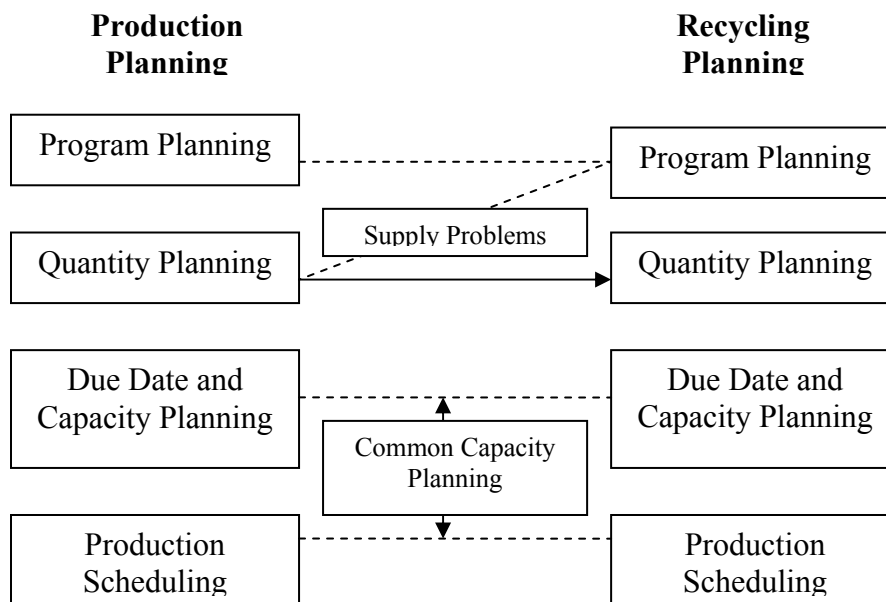 Production
Planning
Recycling
Planning
Program Planning
Program Planning
Supply Problems
Quantity Planning
Quantity Planning
Due Date and
Capacity Planning
Due Date and
Capacity Planning
Common Capacity
Planning
Production
Scheduling
Production
Scheduling